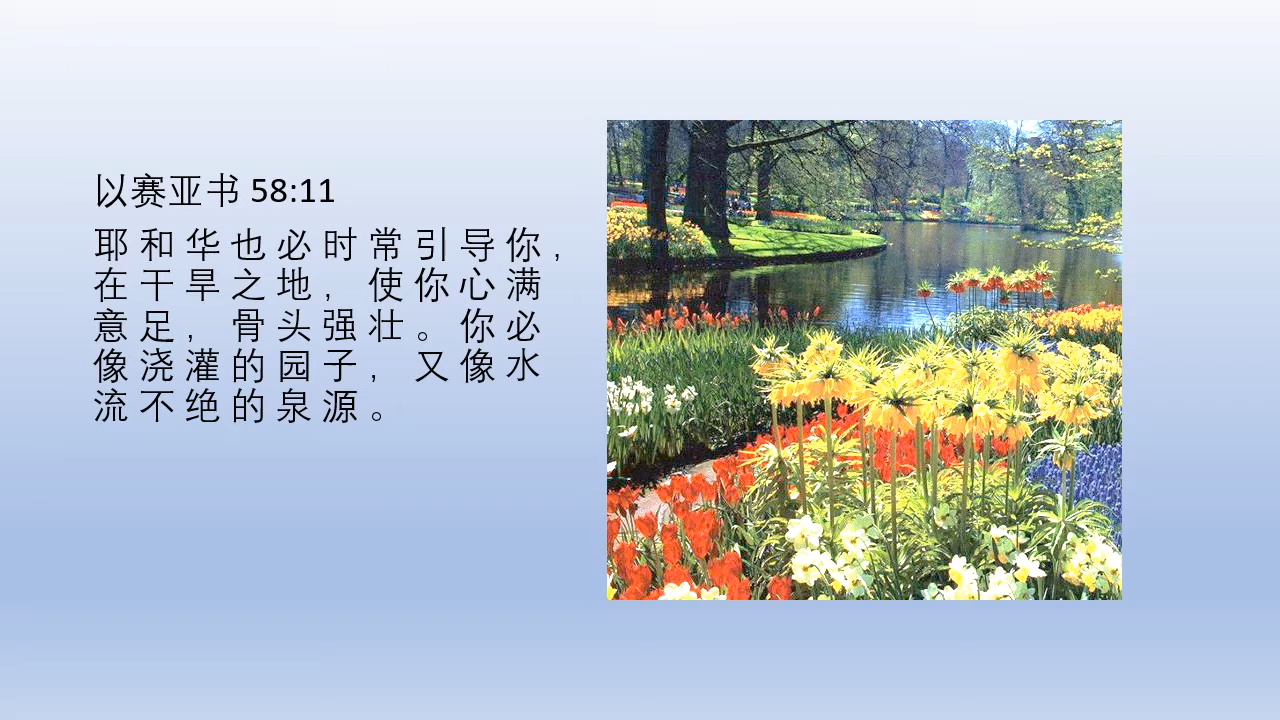 以赛亚书 58:11
耶 和 华 也 必 时 常 引 导 你 ,
在 干 旱 之 地 , 使 你 心 满
意 足 , 骨 头 强 壮 。 你 必
像 浇 灌 的 园 子 , 又 像 水
流 不 绝 的 泉 源 。